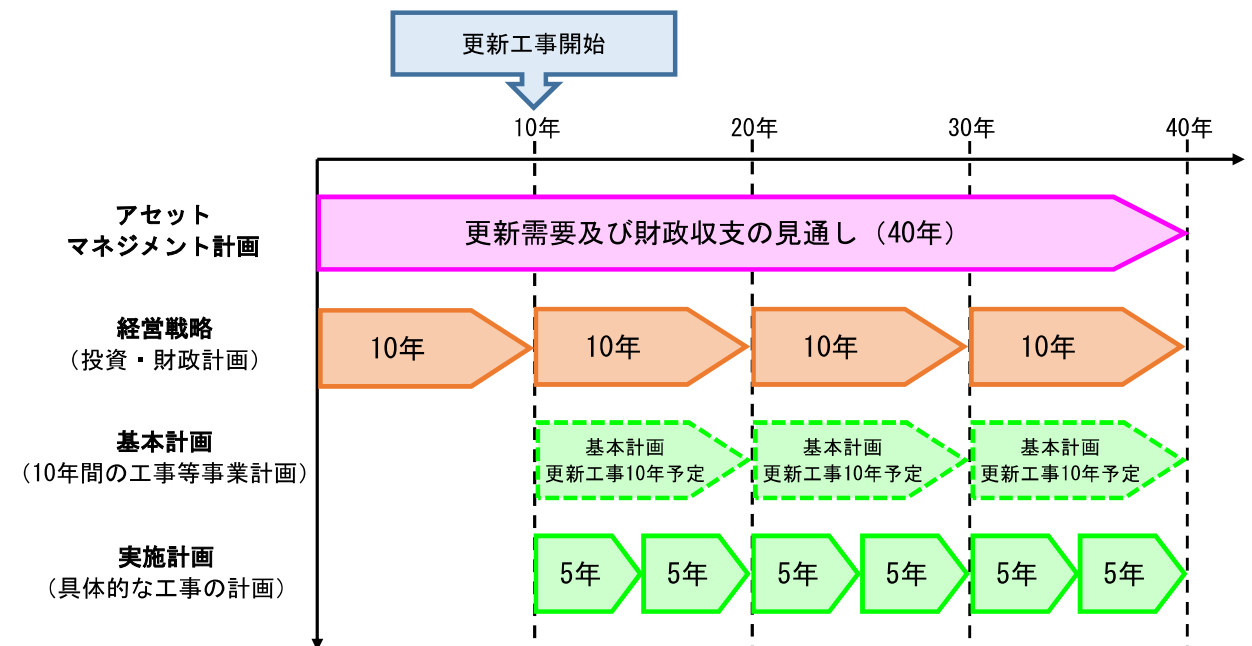 更新工事開始
10年
20年
30年
40年
アセット
マネジメント計画
更新需要及び財政収支の見通し（40年）
経営戦略
（投資・財政計画）
10年
10年
10年
10年
基本計画
（10年間の工事等事業計画）
基本計画
更新工事10年予定
基本計画
更新工事10年予定
基本計画
更新工事10年予定
実施計画
（具体的な工事の計画）
5年
5年
5年
5年
5年
5年